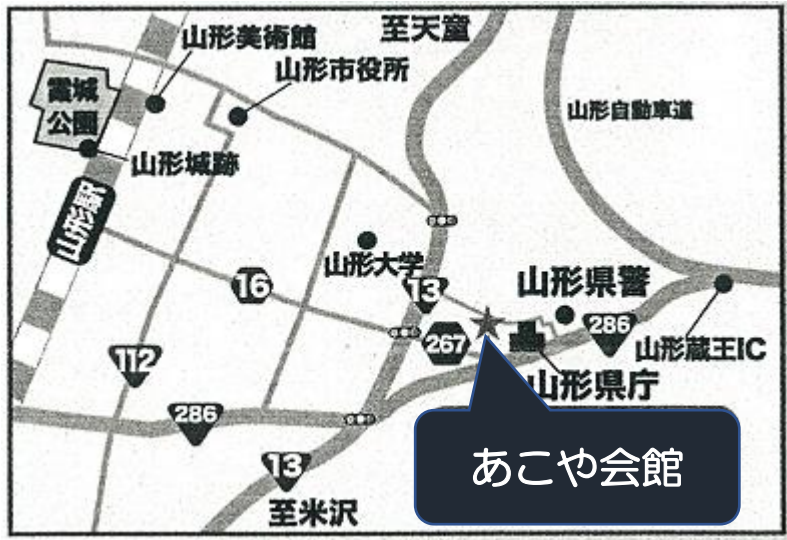 至天童
山形美術館
山形市役所
霞城
公園
山形自動車道
山形城跡
山形駅
山形大学
16
13
山形県警
267
286
山形蔵王IC
112
山形県庁
286
あこや会館
13
至米沢